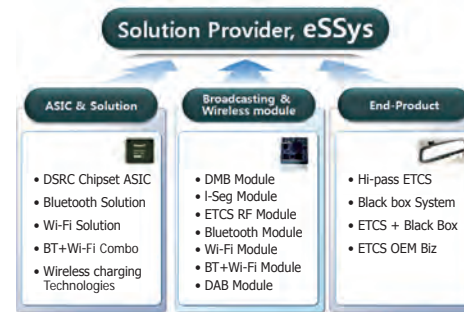 Solution Provider, eSSys
ASIC & Solution
• DSRC Chipset ASIC
• Bluetooth Solution
• Wi-Fi Solution
• BT+Wi-Fi Combo
• Wireless charging
Technologies
Broadcasting &
Wireless module
• DMB Module
• I-Seg Module
• ETCS RF Module
• Bluetooth Module
• Wi-Fi Module
• BT+Wi-Fi Module
• DAB Module
End-Product
• Hi-pass ETCS
• Black box System
• ETCS + Black Box
• ETCS OEM Biz